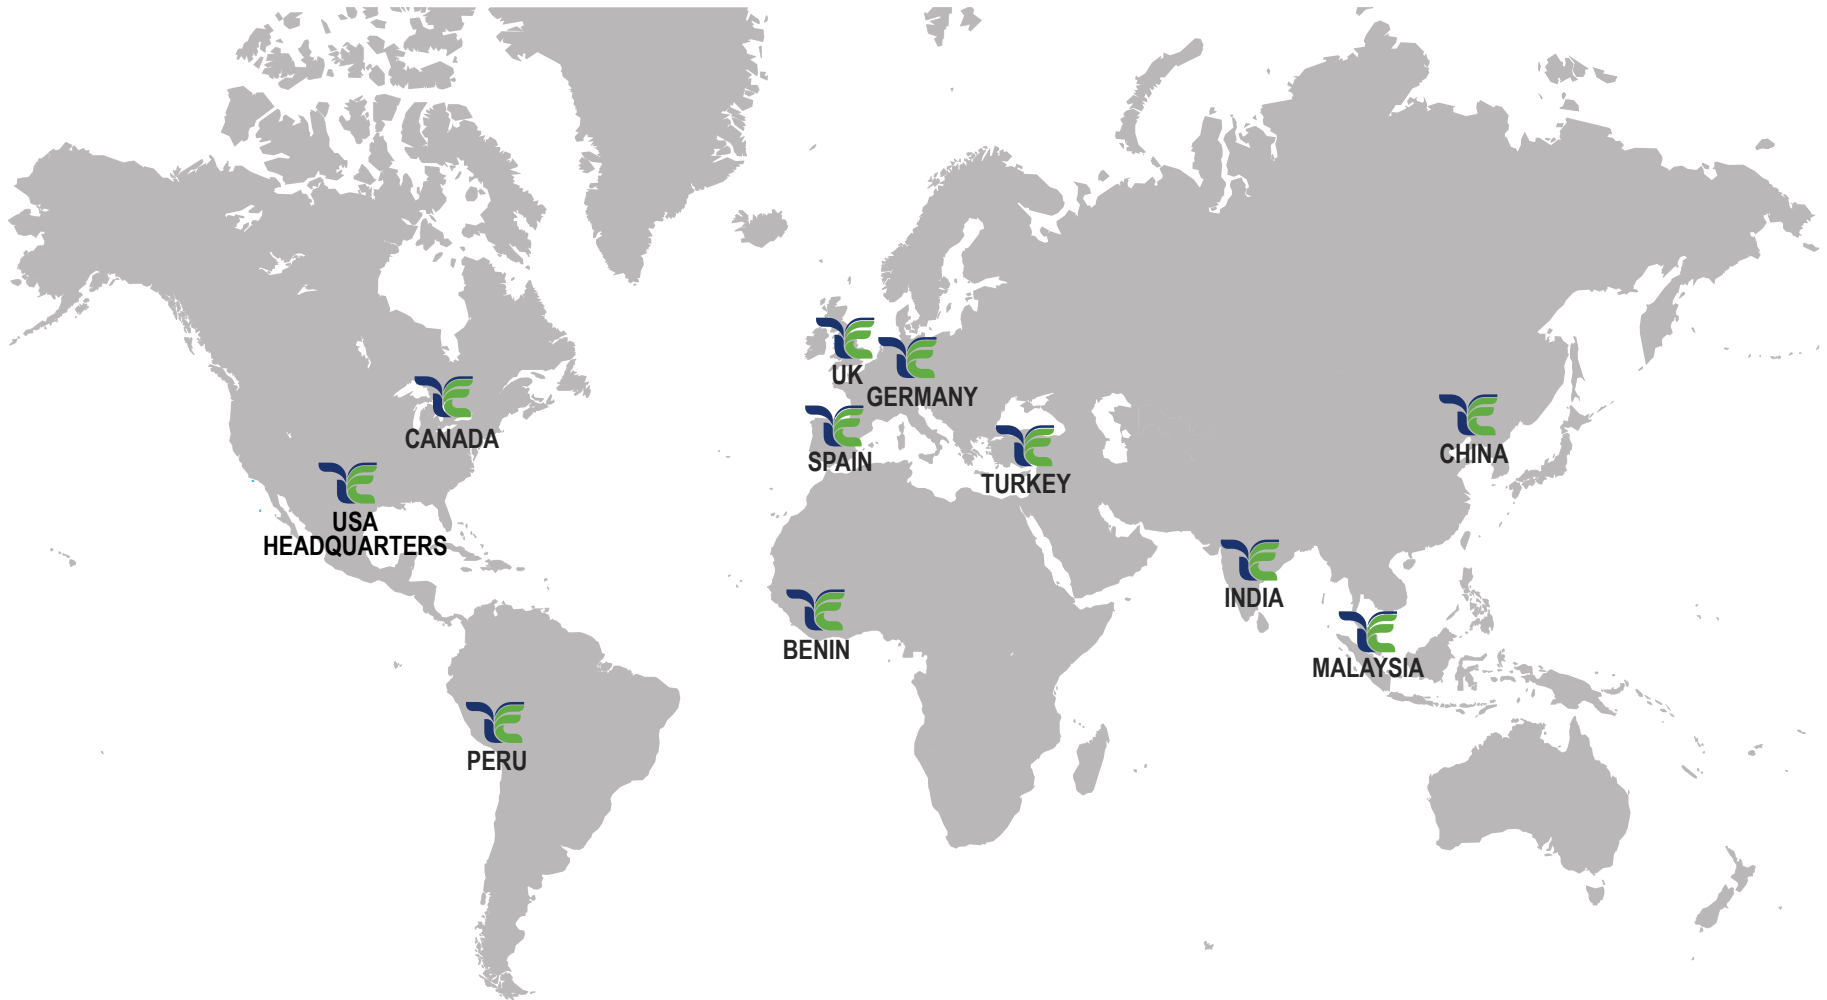 UK
GERMANY
CANADA
SPAIN
TURKEY
CHINA
USA
HEADQUARTERS
INDIA
BENIN
MALAYSIA
PERU